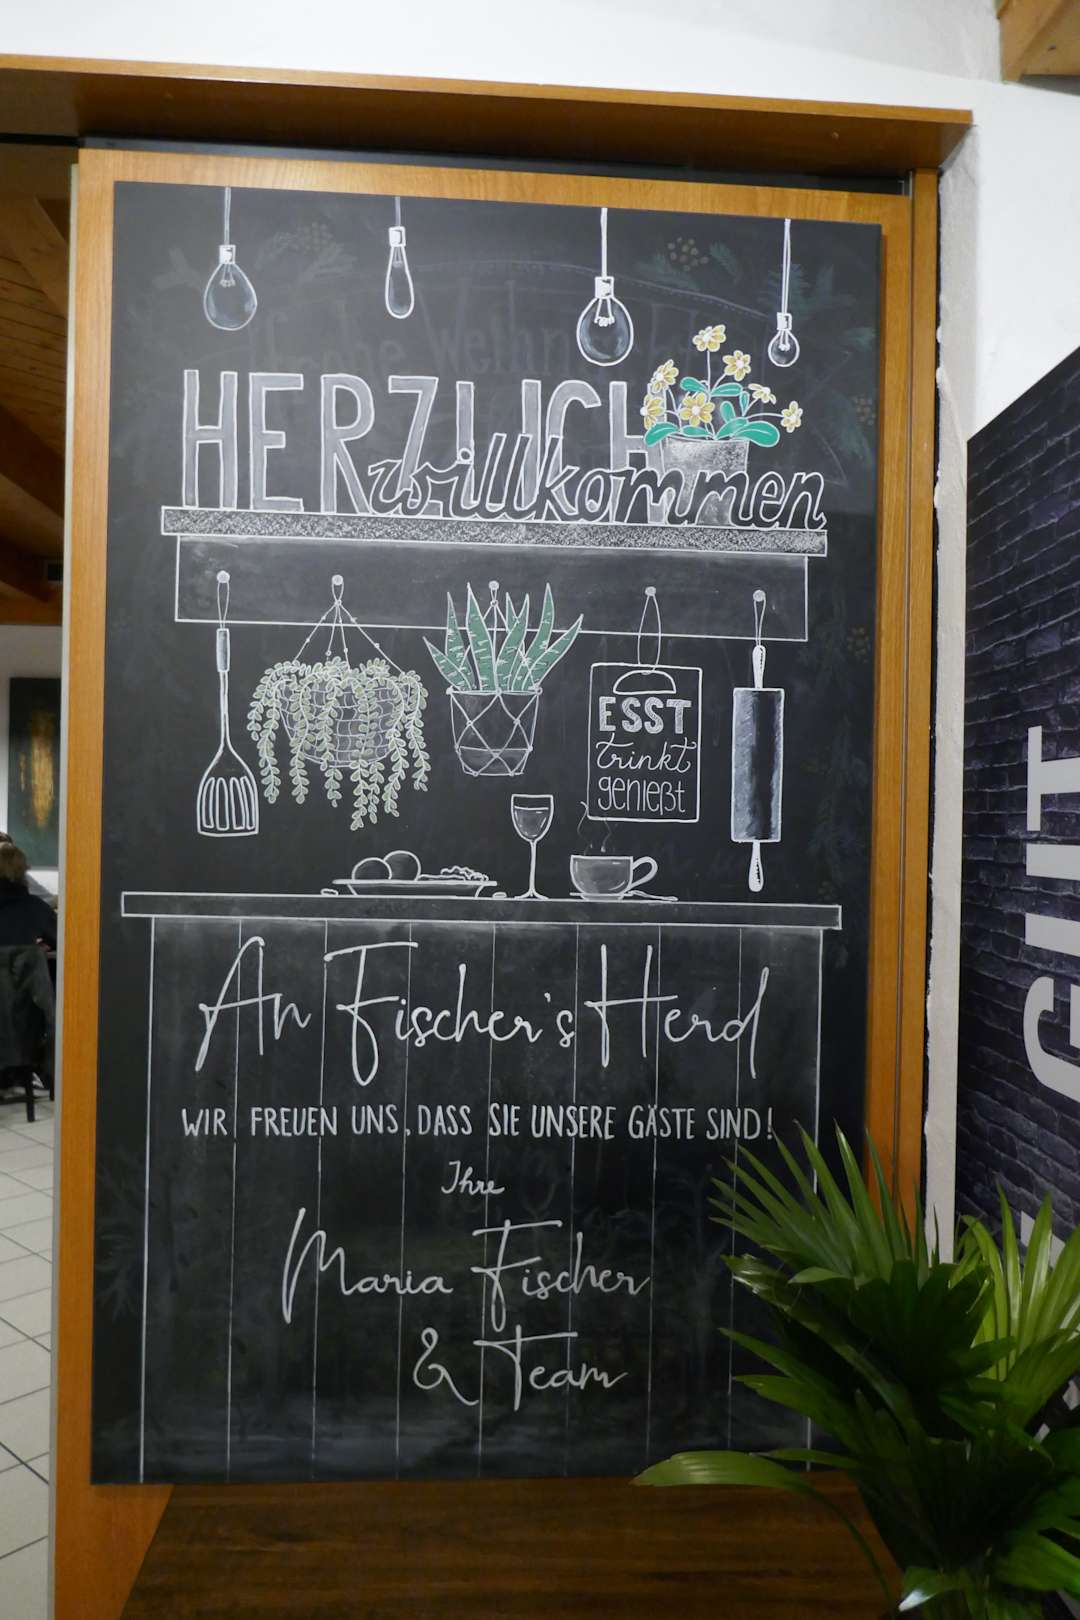 HERZLICH
willkommen
ESST
trinkt
genießt
An Fischer's Herd
WIR FREUEN UNS, DASS SIE UNSERE GÄSTE SIND!
Ihre
Maria Fischer
& Team